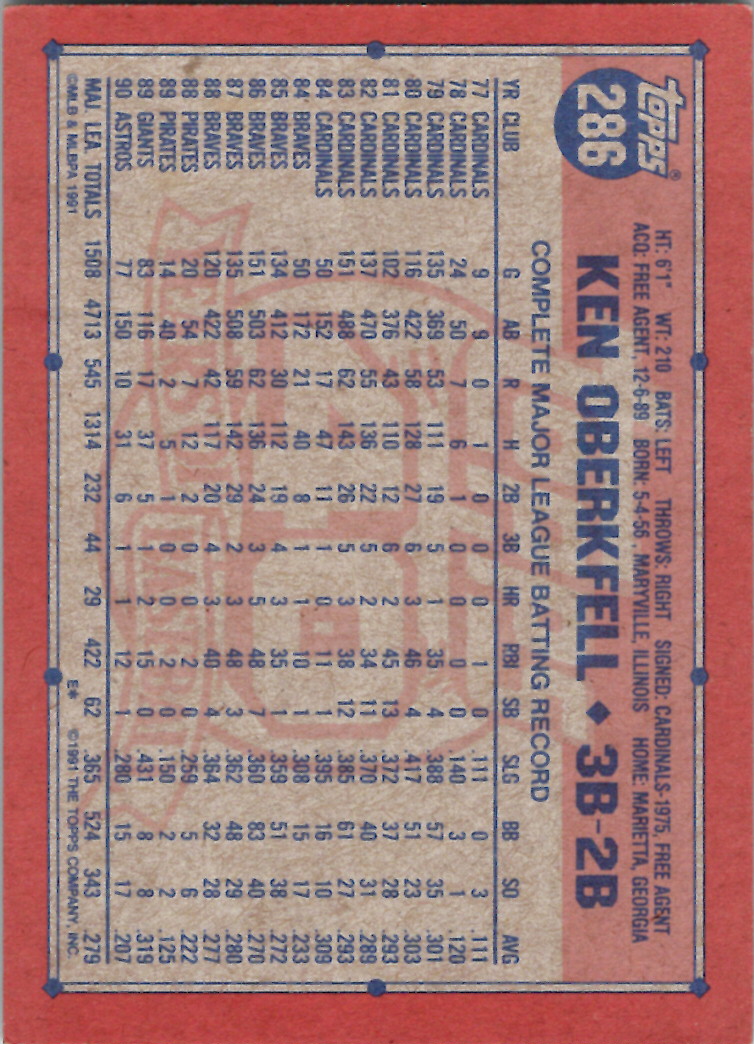 topps®
286
HT: 6'1" WT: 210 BATS: LEFT THROWS: RIGHT SIGNED: CARDINALS-1975, FREE AGENT
ACQ: FREE AGENT, 12-6-89 BORN: 5-4-56, MARYVILLE, ILLINOIS HOME: MARIETTA, GEORGIA
KEN OBERKFELL ♦ 3B-2B
COMPLETE MAJOR LEAGUE BATTING RECORD
YR CLUB G AB R H 2B 3B HR RBI SB SLG BB SO AVG
77 CARDINALS 9 9 0 1 0 0 0 1 0 .111 0 3 .111
78 CARDINALS 24 50 7 6 1 0 0 0 0 .140 3 1 .120
79 CARDINALS 135 369 53 111 19 5 1 35 4 .388 57 35 .301
80 CARDINALS 116 422 58 128 27 6 3 46 4 .417 51 23 .303
81 CARDINALS 102 376 43 110 12 6 2 45 13 .372 37 28 .293
82 CARDINALS 137 470 55 136 22 5 2 34 11 .370 40 31 .289
83 CARDINALS 151 488 62 143 26 5 3 38 12 .385 61 27 .293
84 CARDINALS 50 152 17 47 11 1 0 11 1 .395 16 10 .309
84 BRAVES 50 172 21 40 8 1 1 10 1 .308 15 17 .233
85 BRAVES 134 412 30 112 19 4 3 35 1 .359 51 38 .272
86 BRAVES 151 503 62 136 24 3 5 48 7 .360 83 40 .270
87 BRAVES 135 508 59 142 29 2 3 48 3 .362 48 29 .280
88 BRAVES 120 422 42 117 20 4 3 40 4 .364 32 28 .277
88 PIRATES 20 54 7 12 2 0 0 2 0 .259 5 6 .222
89 PIRATES 14 40 2 5 1 0 0 2 0 .150 2 2 .125
89 GIANTS 83 116 17 37 5 1 2 15 0 .431 8 8 .319
90 ASTROS 77 150 10 31 6 1 1 12 1 .280 15 17 .207
MAJ. LEA. TOTALS 1508 4713 545 1314 232 44 29 422 62 .365 524 343 .279
©MLB & MLBPA 1991 E* ©1991 THE TOPPS COMPANY, INC.
40
YEARS OF BASEBALL